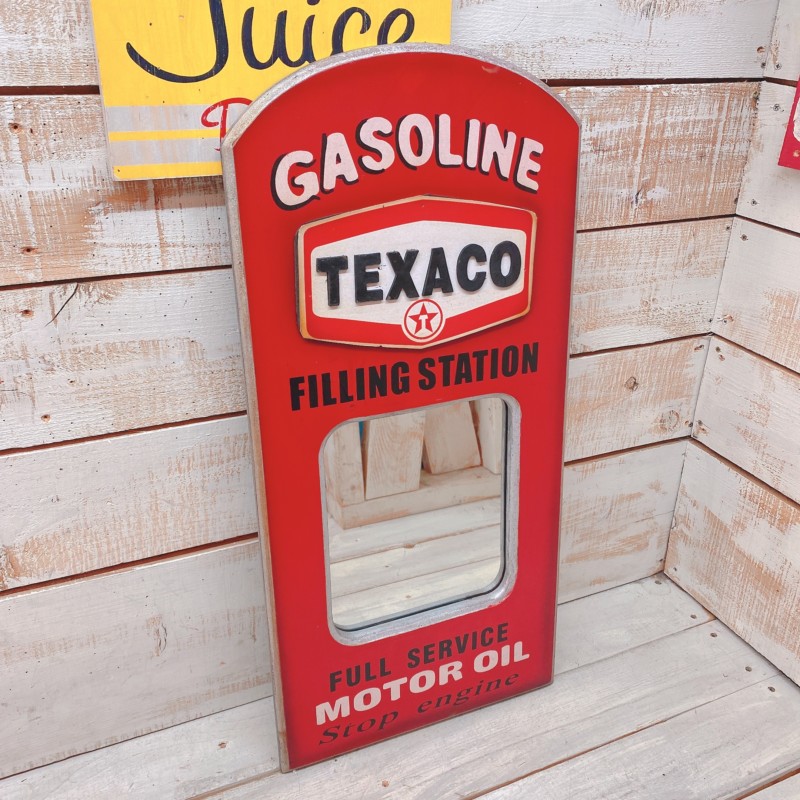 Juice
GASOLINE
TEXACO
T
FILLING STATION
FULL SERVICE
MOTOR OIL
Stop engine